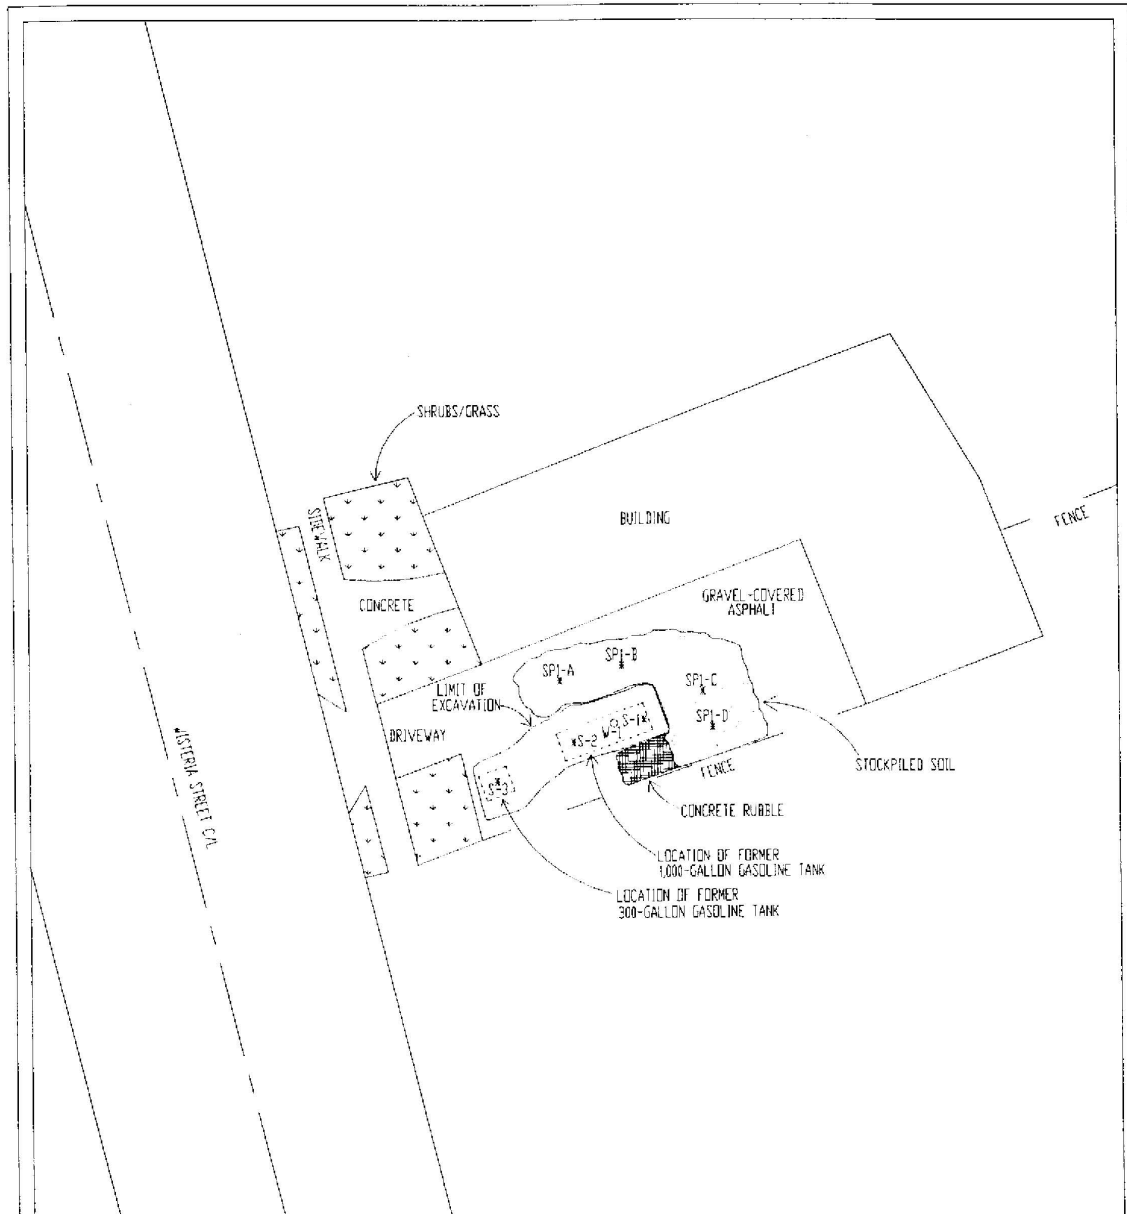 SHRUBS/GRASS
SIDEWALK
BUILDING
FENCE
CONCRETE
GRAVEL-COVERED
ASPHALT
SP1-A
SP1-B
SP1-C
SP1-D
LIMIT OF
EXCAVATION
DRIVEWAY
S-1
W-1
S-2
S-3
FENCE
STOCKPILED SOIL
CONCRETE RUBBLE
WISTERIA STREET C/L
LOCATION OF FORMER
1,000-GALLON GASOLINE TANK
LOCATION OF FORMER
300-GALLON GASOLINE TANK